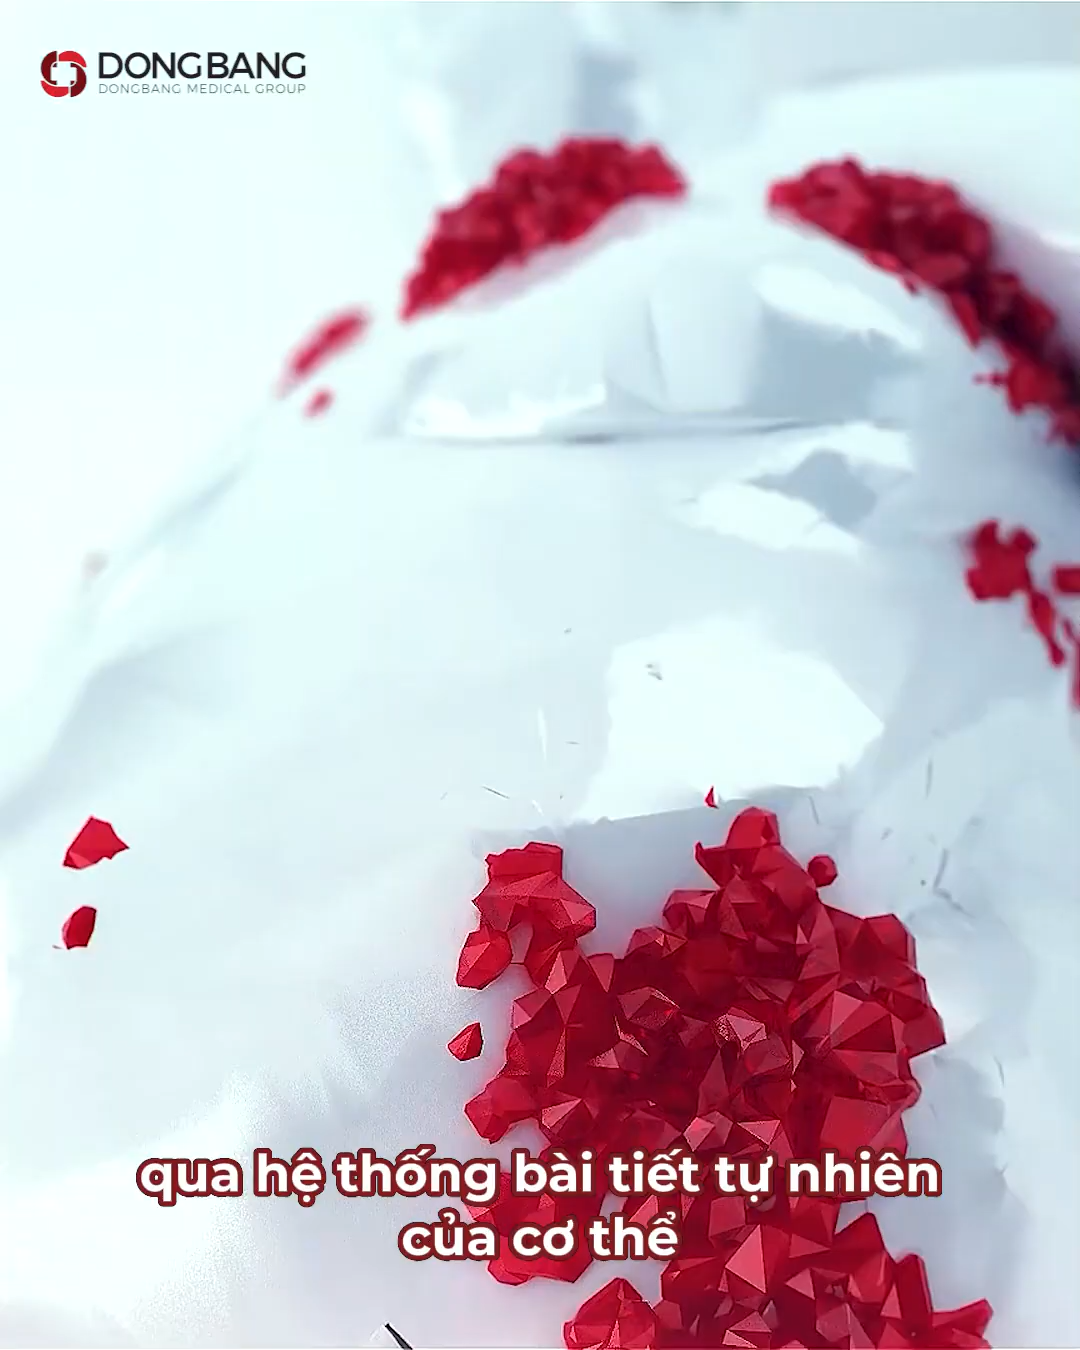 DONGBANG
DONGBANG MEDICAL GROUP
qua hệ thống bài tiết tự nhiên
của cơ thể